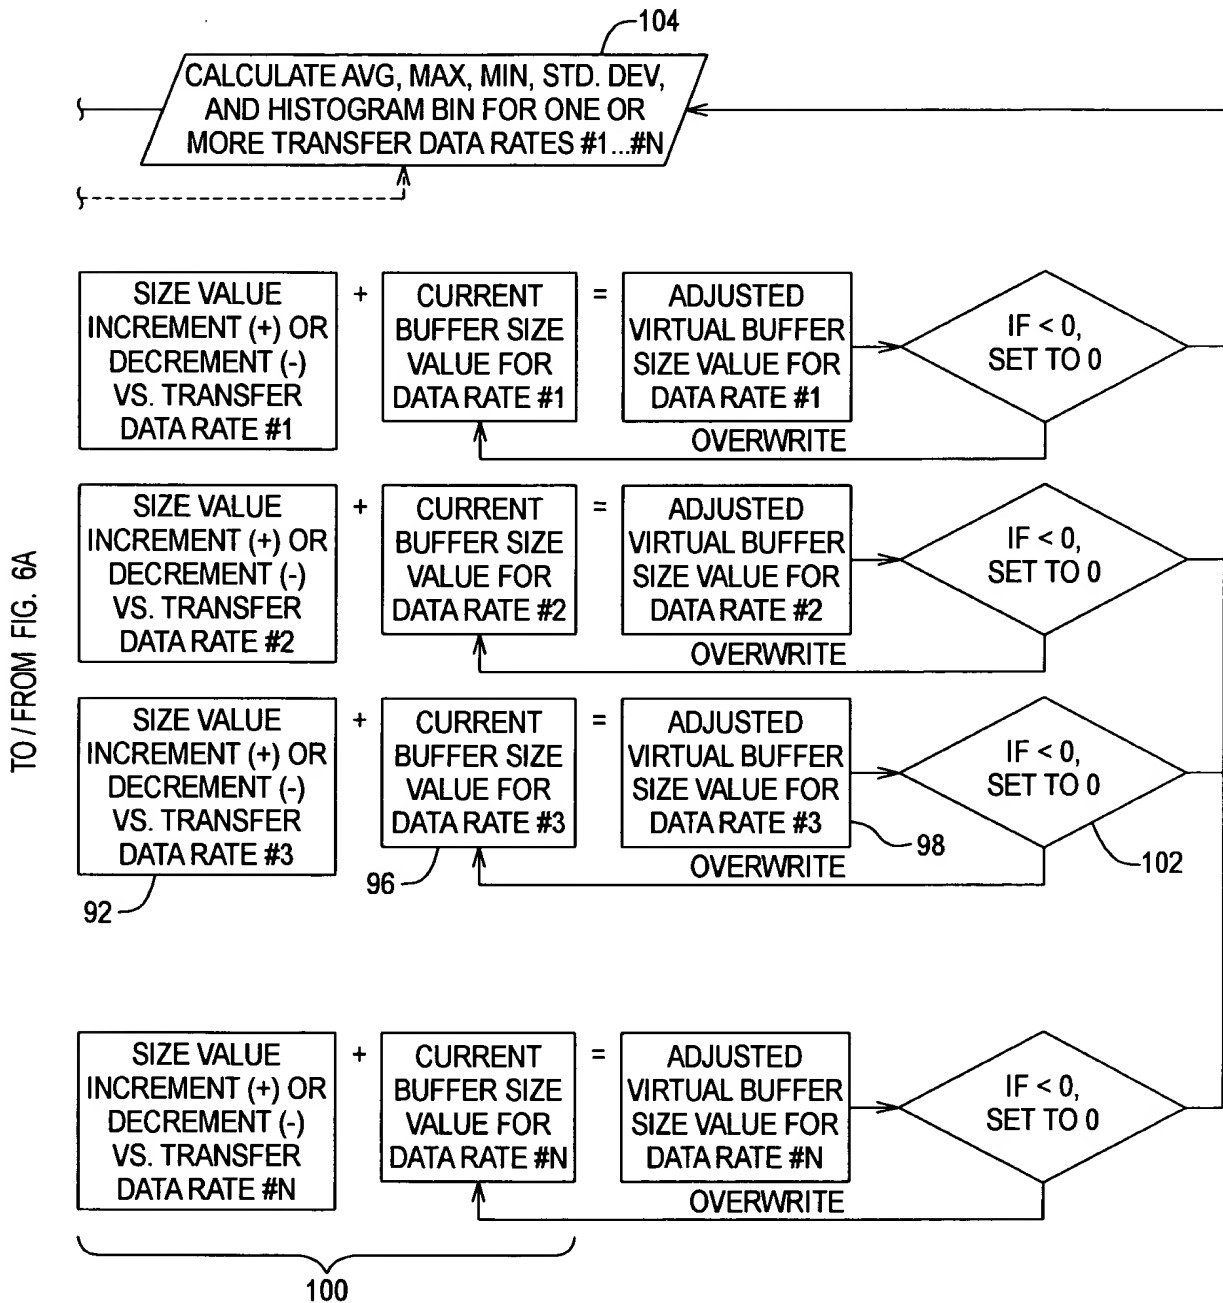 104
CALCULATE AVG, MAX, MIN, STD. DEV,
AND HISTOGRAM BIN FOR ONE OR
MORE TRANSFER DATA RATES #1...#N
TO / FROM FIG. 6A
SIZE VALUE
INCREMENT (+) OR
DECREMENT (-)
VS. TRANSFER
DATA RATE #1
+
CURRENT
BUFFER SIZE
VALUE FOR
DATA RATE #1
=
ADJUSTED
VIRTUAL BUFFER
SIZE VALUE FOR
DATA RATE #1
IF < 0,
SET TO 0
OVERWRITE
SIZE VALUE
INCREMENT (+) OR
DECREMENT (-)
VS. TRANSFER
DATA RATE #2
+
CURRENT
BUFFER SIZE
VALUE FOR
DATA RATE #2
=
ADJUSTED
VIRTUAL BUFFER
SIZE VALUE FOR
DATA RATE #2
IF < 0,
SET TO 0
OVERWRITE
SIZE VALUE
INCREMENT (+) OR
DECREMENT (-)
VS. TRANSFER
DATA RATE #3
+
CURRENT
BUFFER SIZE
VALUE FOR
DATA RATE #3
=
ADJUSTED
VIRTUAL BUFFER
SIZE VALUE FOR
DATA RATE #3
IF < 0,
SET TO 0
OVERWRITE
92
96
98
102
SIZE VALUE
INCREMENT (+) OR
DECREMENT (-)
VS. TRANSFER
DATA RATE #N
+
CURRENT
BUFFER SIZE
VALUE FOR
DATA RATE #N
=
ADJUSTED
VIRTUAL BUFFER
SIZE VALUE FOR
DATA RATE #N
IF < 0,
SET TO 0
OVERWRITE
100